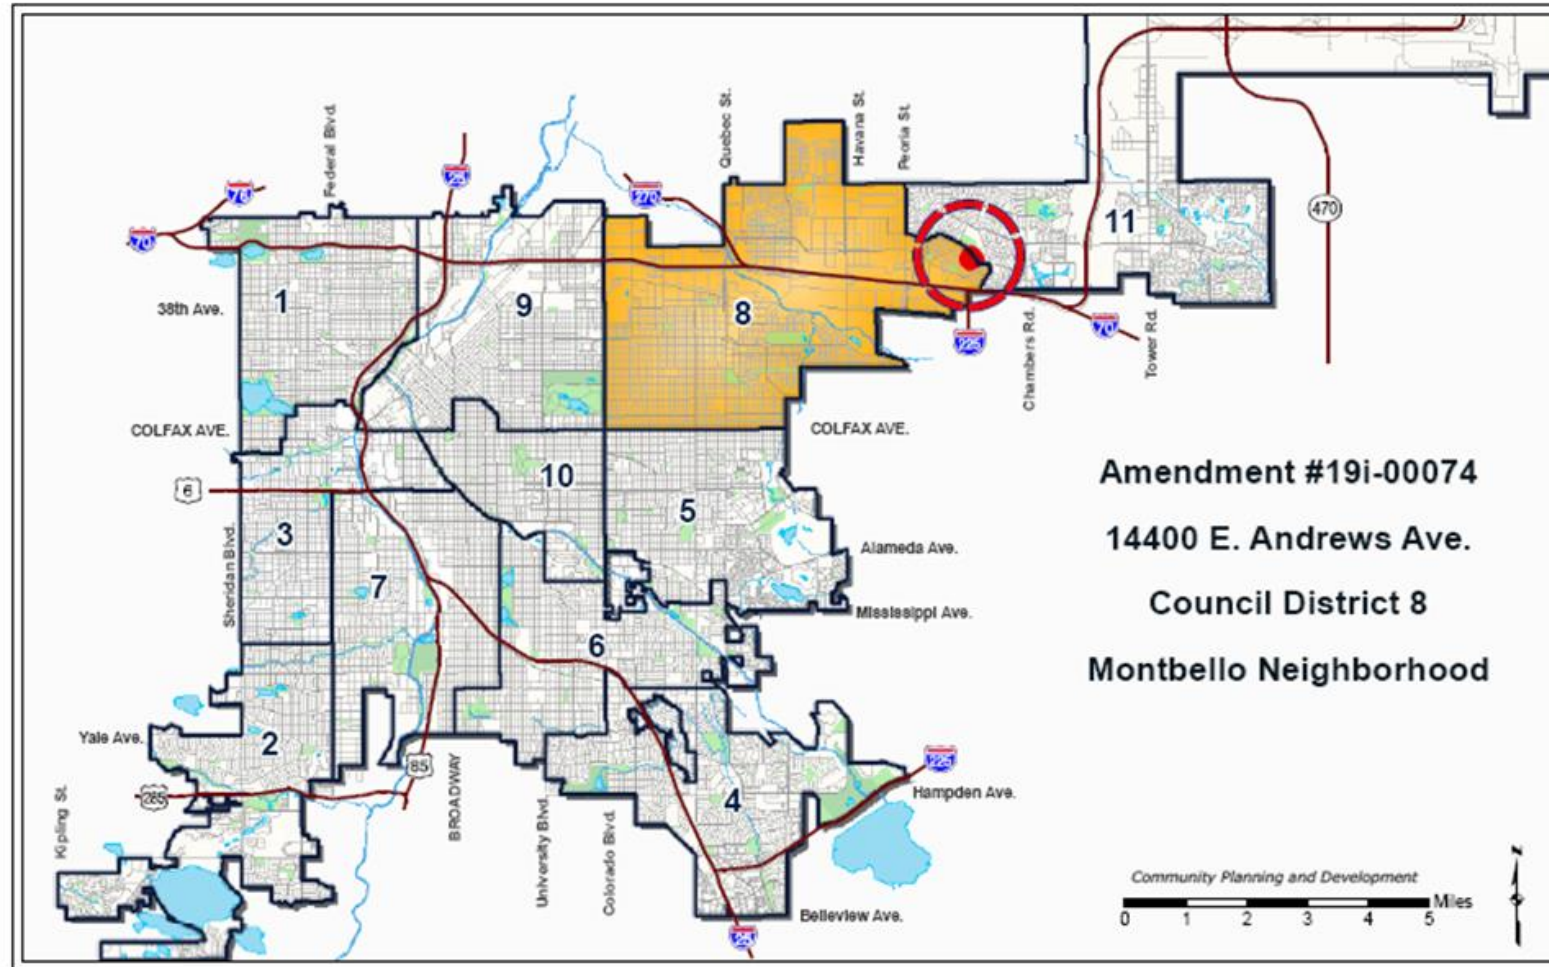 Federal Blvd.
Quebec St.
Havana St.
Peoria St.
76
25
270
70
470
11
1
9
8
38th Ave.
225
70
Chambers Rd.
Tower Rd.
COLFAX AVE.
COLFAX AVE.
10
6
5
3
Sheridan Blvd.
7
Alameda Ave.
Mississippi Ave.
6
Amendment #19i-00074
14400 E. Andrews Ave.
Council District 8
Montbello Neighborhood
Yale Ave.
2
85
285
BROADWAY
225
Hampden Ave.
4
Kipling St.
University Blvd.
Colorado Blvd.
Belleview Ave.
25
Community Planning and Development
Miles
0 1 2 3 4 5